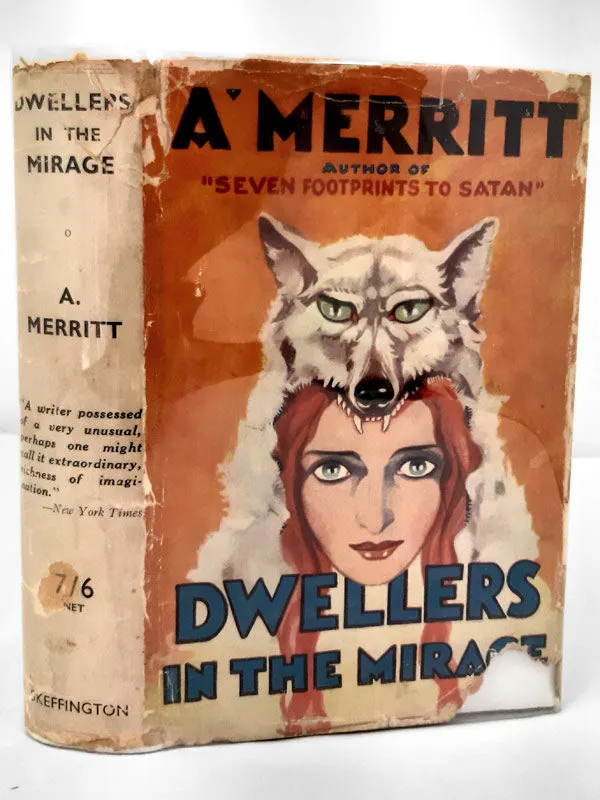 DWELLERS
IN THE
MIRAGE
o
A.
MERRITT
"A writer possessed
of a very unusual,
perhaps one might
call it extraordinary,
richness of imagi-
nation."
—New York Times
7/6
NET
SKEFFINGTON
A' MERRITT
AUTHOR OF
"SEVEN FOOTPRINTS TO SATAN"
DWELLERS
IN THE MIRAGE